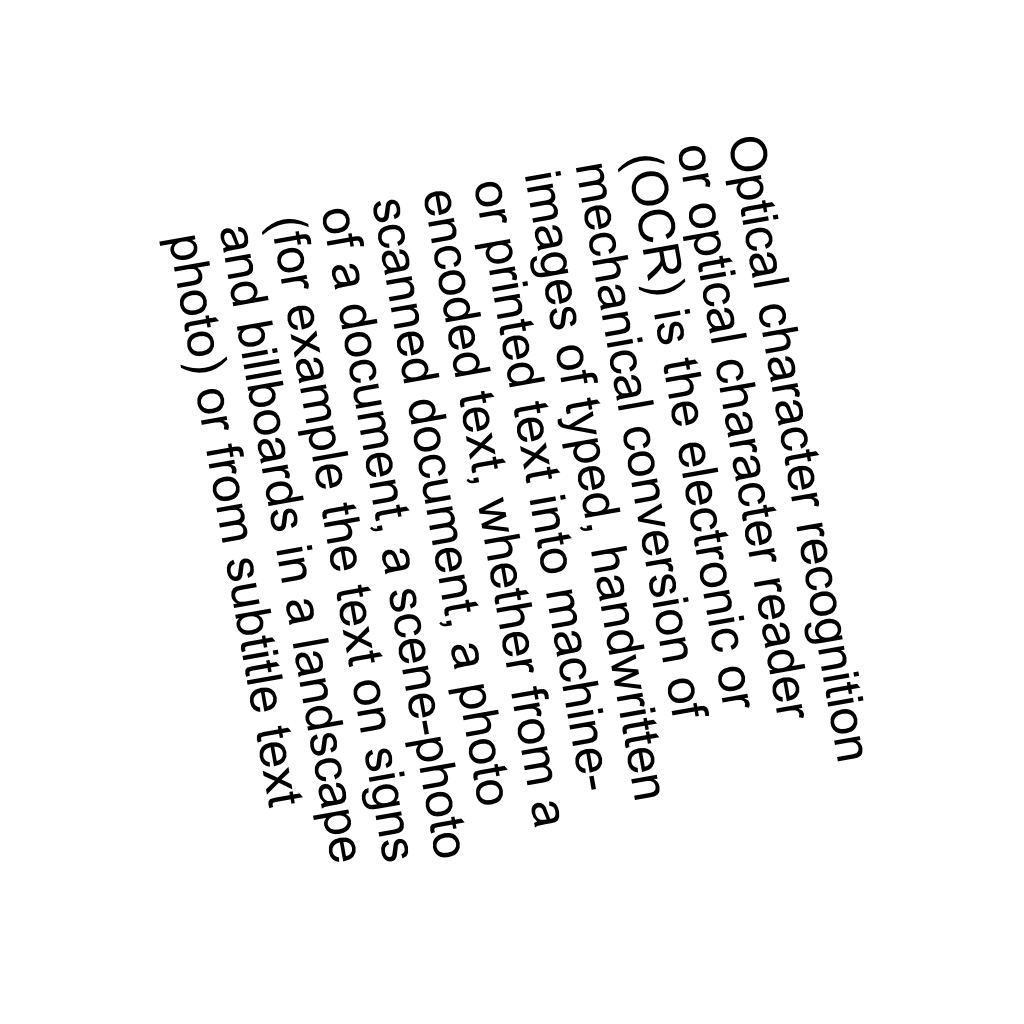 Optical character recognition
or optical character reader
(OCR) is the electronic or
mechanical conversion of
images of typed, handwritten
or printed text into machine-
encoded text, whether from a
scanned document, a photo
of a document, a scene-photo
(for example the text on signs
and billboards in a landscape
photo) or from subtitle text